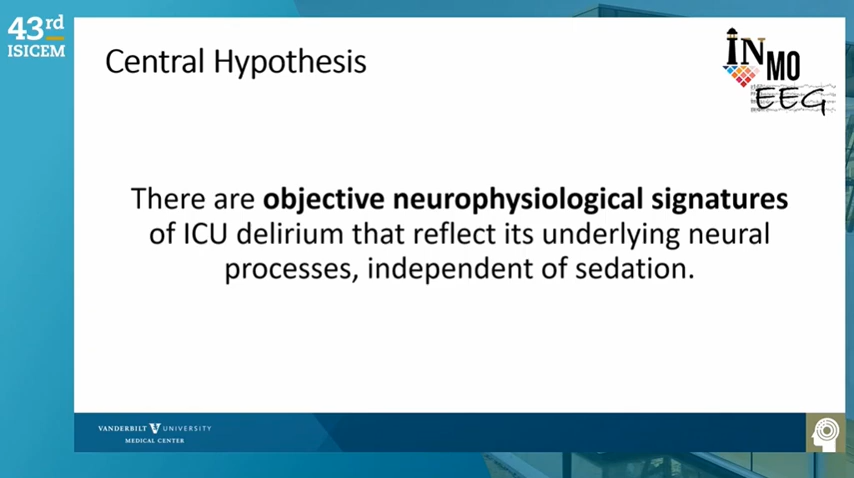 43rd
ISICEM
Central Hypothesis
INMO
EEG
There are objective neurophysiological signatures
of ICU delirium that reflect its underlying neural
processes, independent of sedation.
VANDERBILT V UNIVERSITY
MEDICAL CENTER